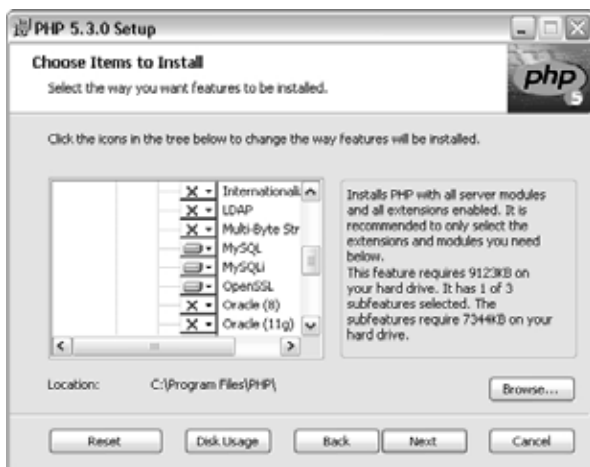 PHP 5.3.0 Setup
Choose Items to Install
Select the way you want features to be installed.
php
5
Click the icons in the tree below to change the way features will be installed.
Internationali
LDAP
Multi-Byte Str
MySQL
MySQLi
OpenSSL
Oracle (8)
Oracle (11g)
Installs PHP with all server modules
and all extensions enabled. It is
recommended to only select the
extensions and modules you need
below.
This feature requires 9123KB on
your hard drive. It has 1 of 3
subfeatures selected. The
subfeatures require 7344KB on your
hard drive.
Location: C:\Program Files\PHP\
Browse...
Reset Disk Usage Back Next Cancel